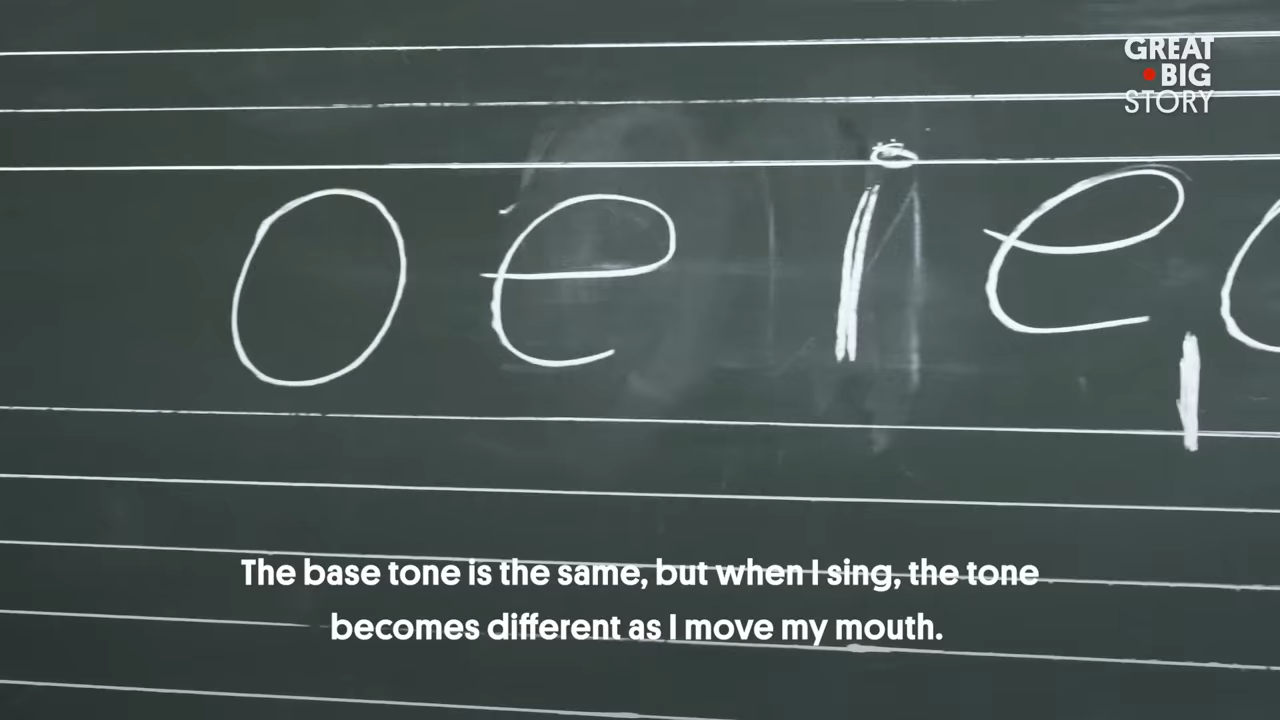 GREAT
BIG
STORY
o e i e,
The base tone is the same, but when I sing, the tone
becomes different as I move my mouth.